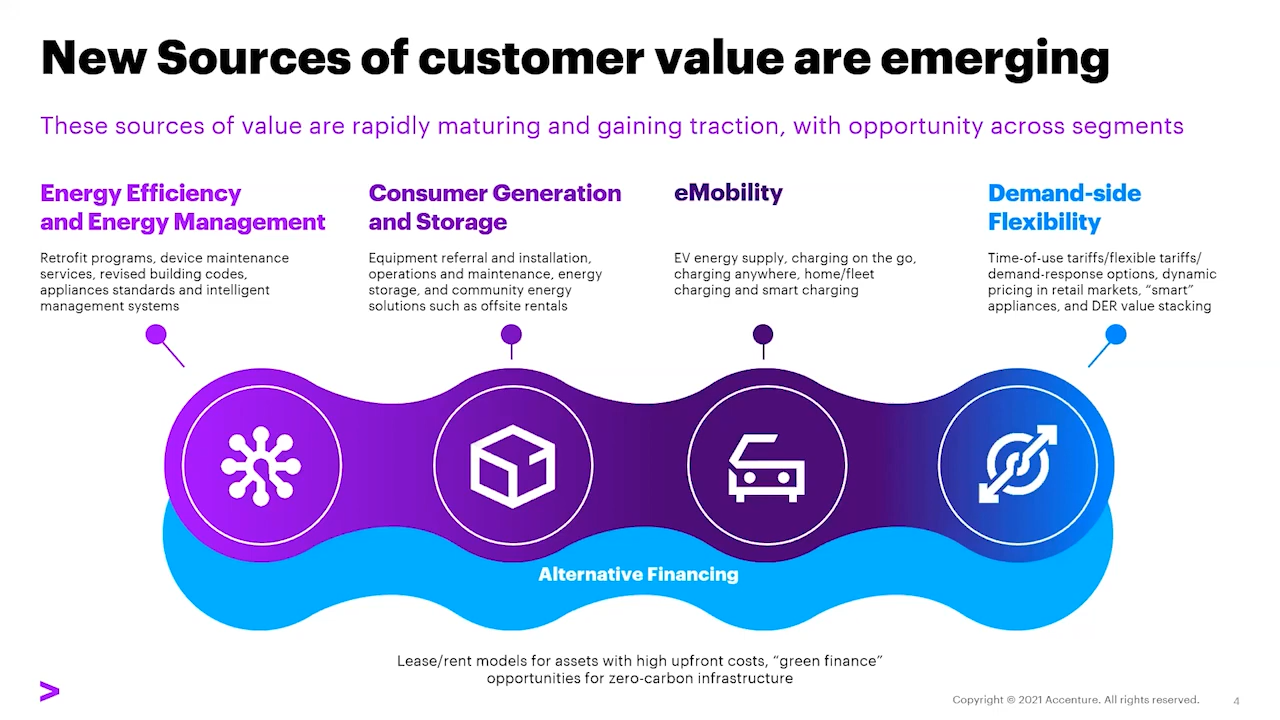 New Sources of customer value are emerging
These sources of value are rapidly maturing and gaining traction, with opportunity across segments
Energy Efficiency
and Energy Management
Retrofit programs, device maintenance
services, revised building codes,
appliances standards and intelligent
management systems
Consumer Generation
and Storage
Equipment referral and installation,
operations and maintenance, energy
storage, and community energy
solutions such as offsite rentals
eMobility
EV energy supply, charging on the go,
charging anywhere, home/fleet
charging and smart charging
Demand-side
Flexibility
Time-of-use tariffs/flexible tariffs/
demand-response options, dynamic
pricing in retail markets, “smart”
appliances, and DER value stacking
Alternative Financing
Lease/rent models for assets with high upfront costs, “green finance”
opportunities for zero-carbon infrastructure
Copyright © 2021 Accenture. All rights reserved.
4